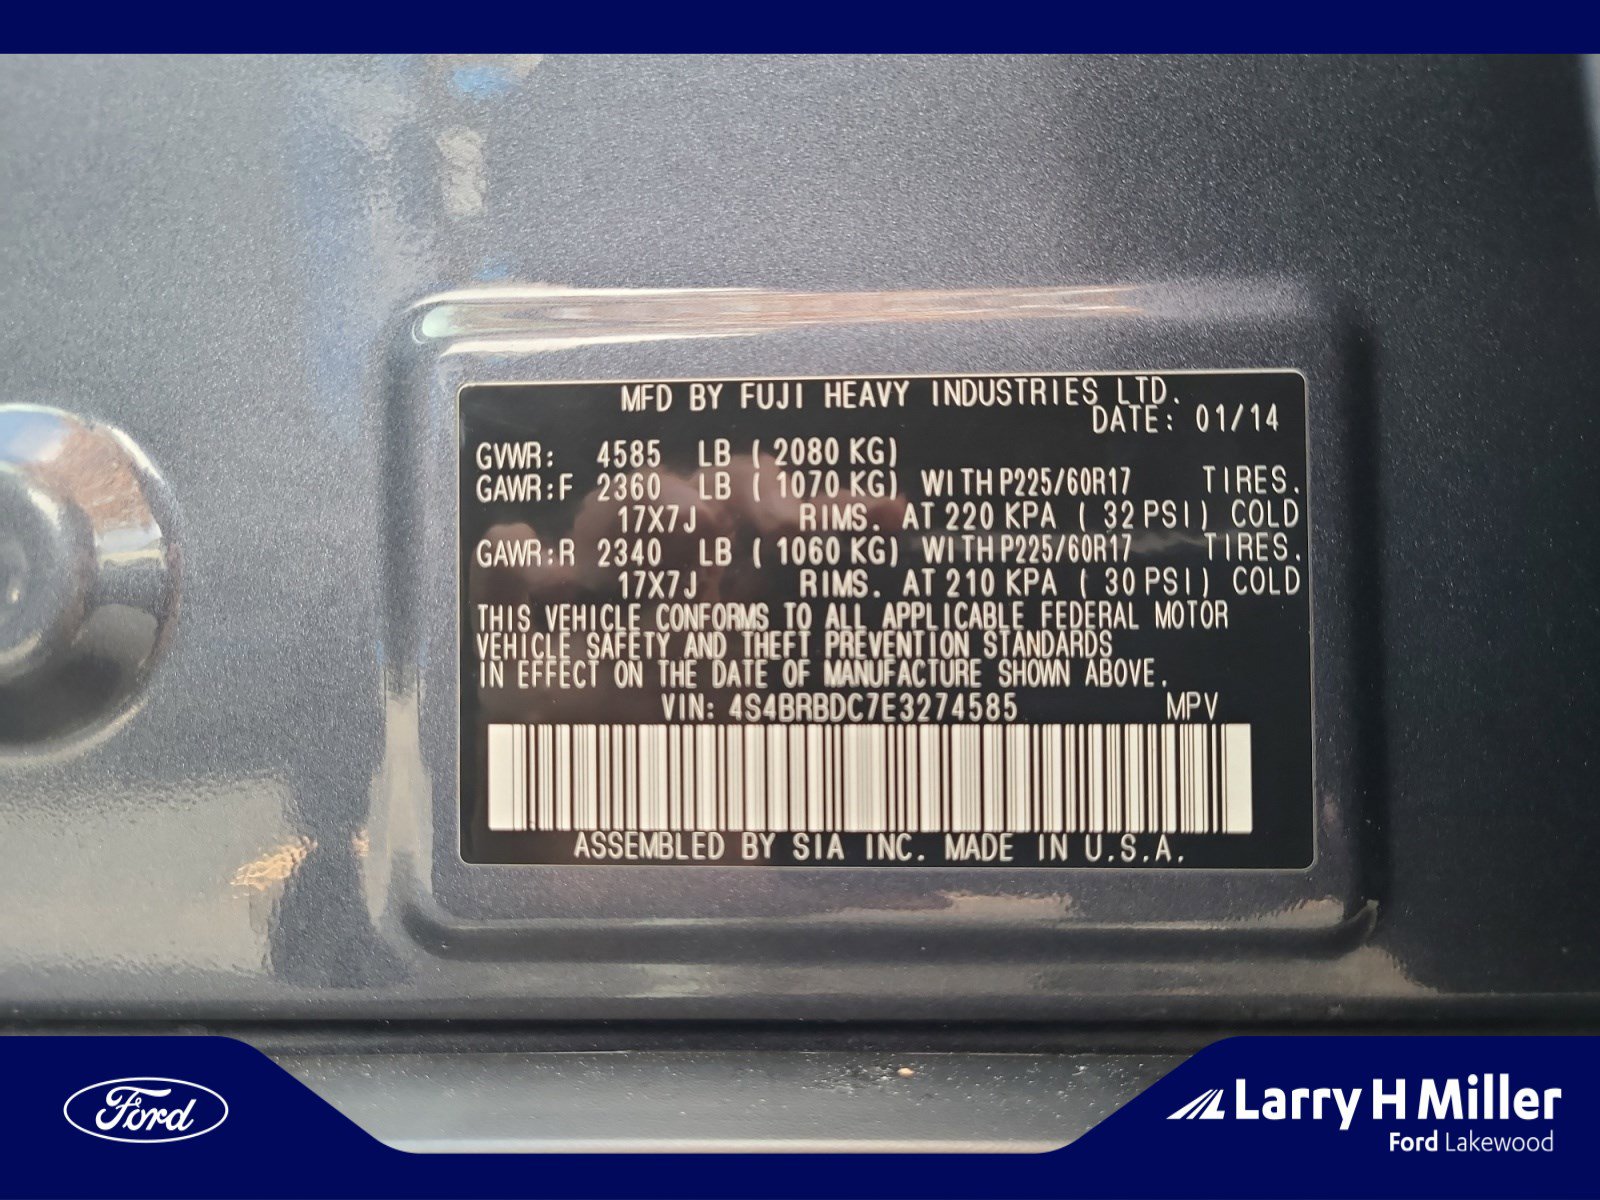 MFD BY FUJI HEAVY INDUSTRIES LTD.
DATE: 01/14
GVWR: 4585 LB ( 2080 KG)
GAWR:F 2360 LB ( 1070 KG) WITH P225/60R17 TIRES.
17X7J RIMS. AT 220 KPA ( 32 PSI) COLD
GAWR:R 2340 LB ( 1060 KG) WITH P225/60R17 TIRES.
17X7J RIMS. AT 210 KPA ( 30 PSI) COLD
THIS VEHICLE CONFORMS TO ALL APPLICABLE FEDERAL MOTOR
VEHICLE SAFETY AND THEFT PREVENTION STANDARDS
IN EFFECT ON THE DATE OF MANUFACTURE SHOWN ABOVE.
VIN: 4S4BRBDC7E3274585 MPV
ASSEMBLED BY SIA INC. MADE IN U.S.A.
Ford
Larry H Miller
Ford Lakewood